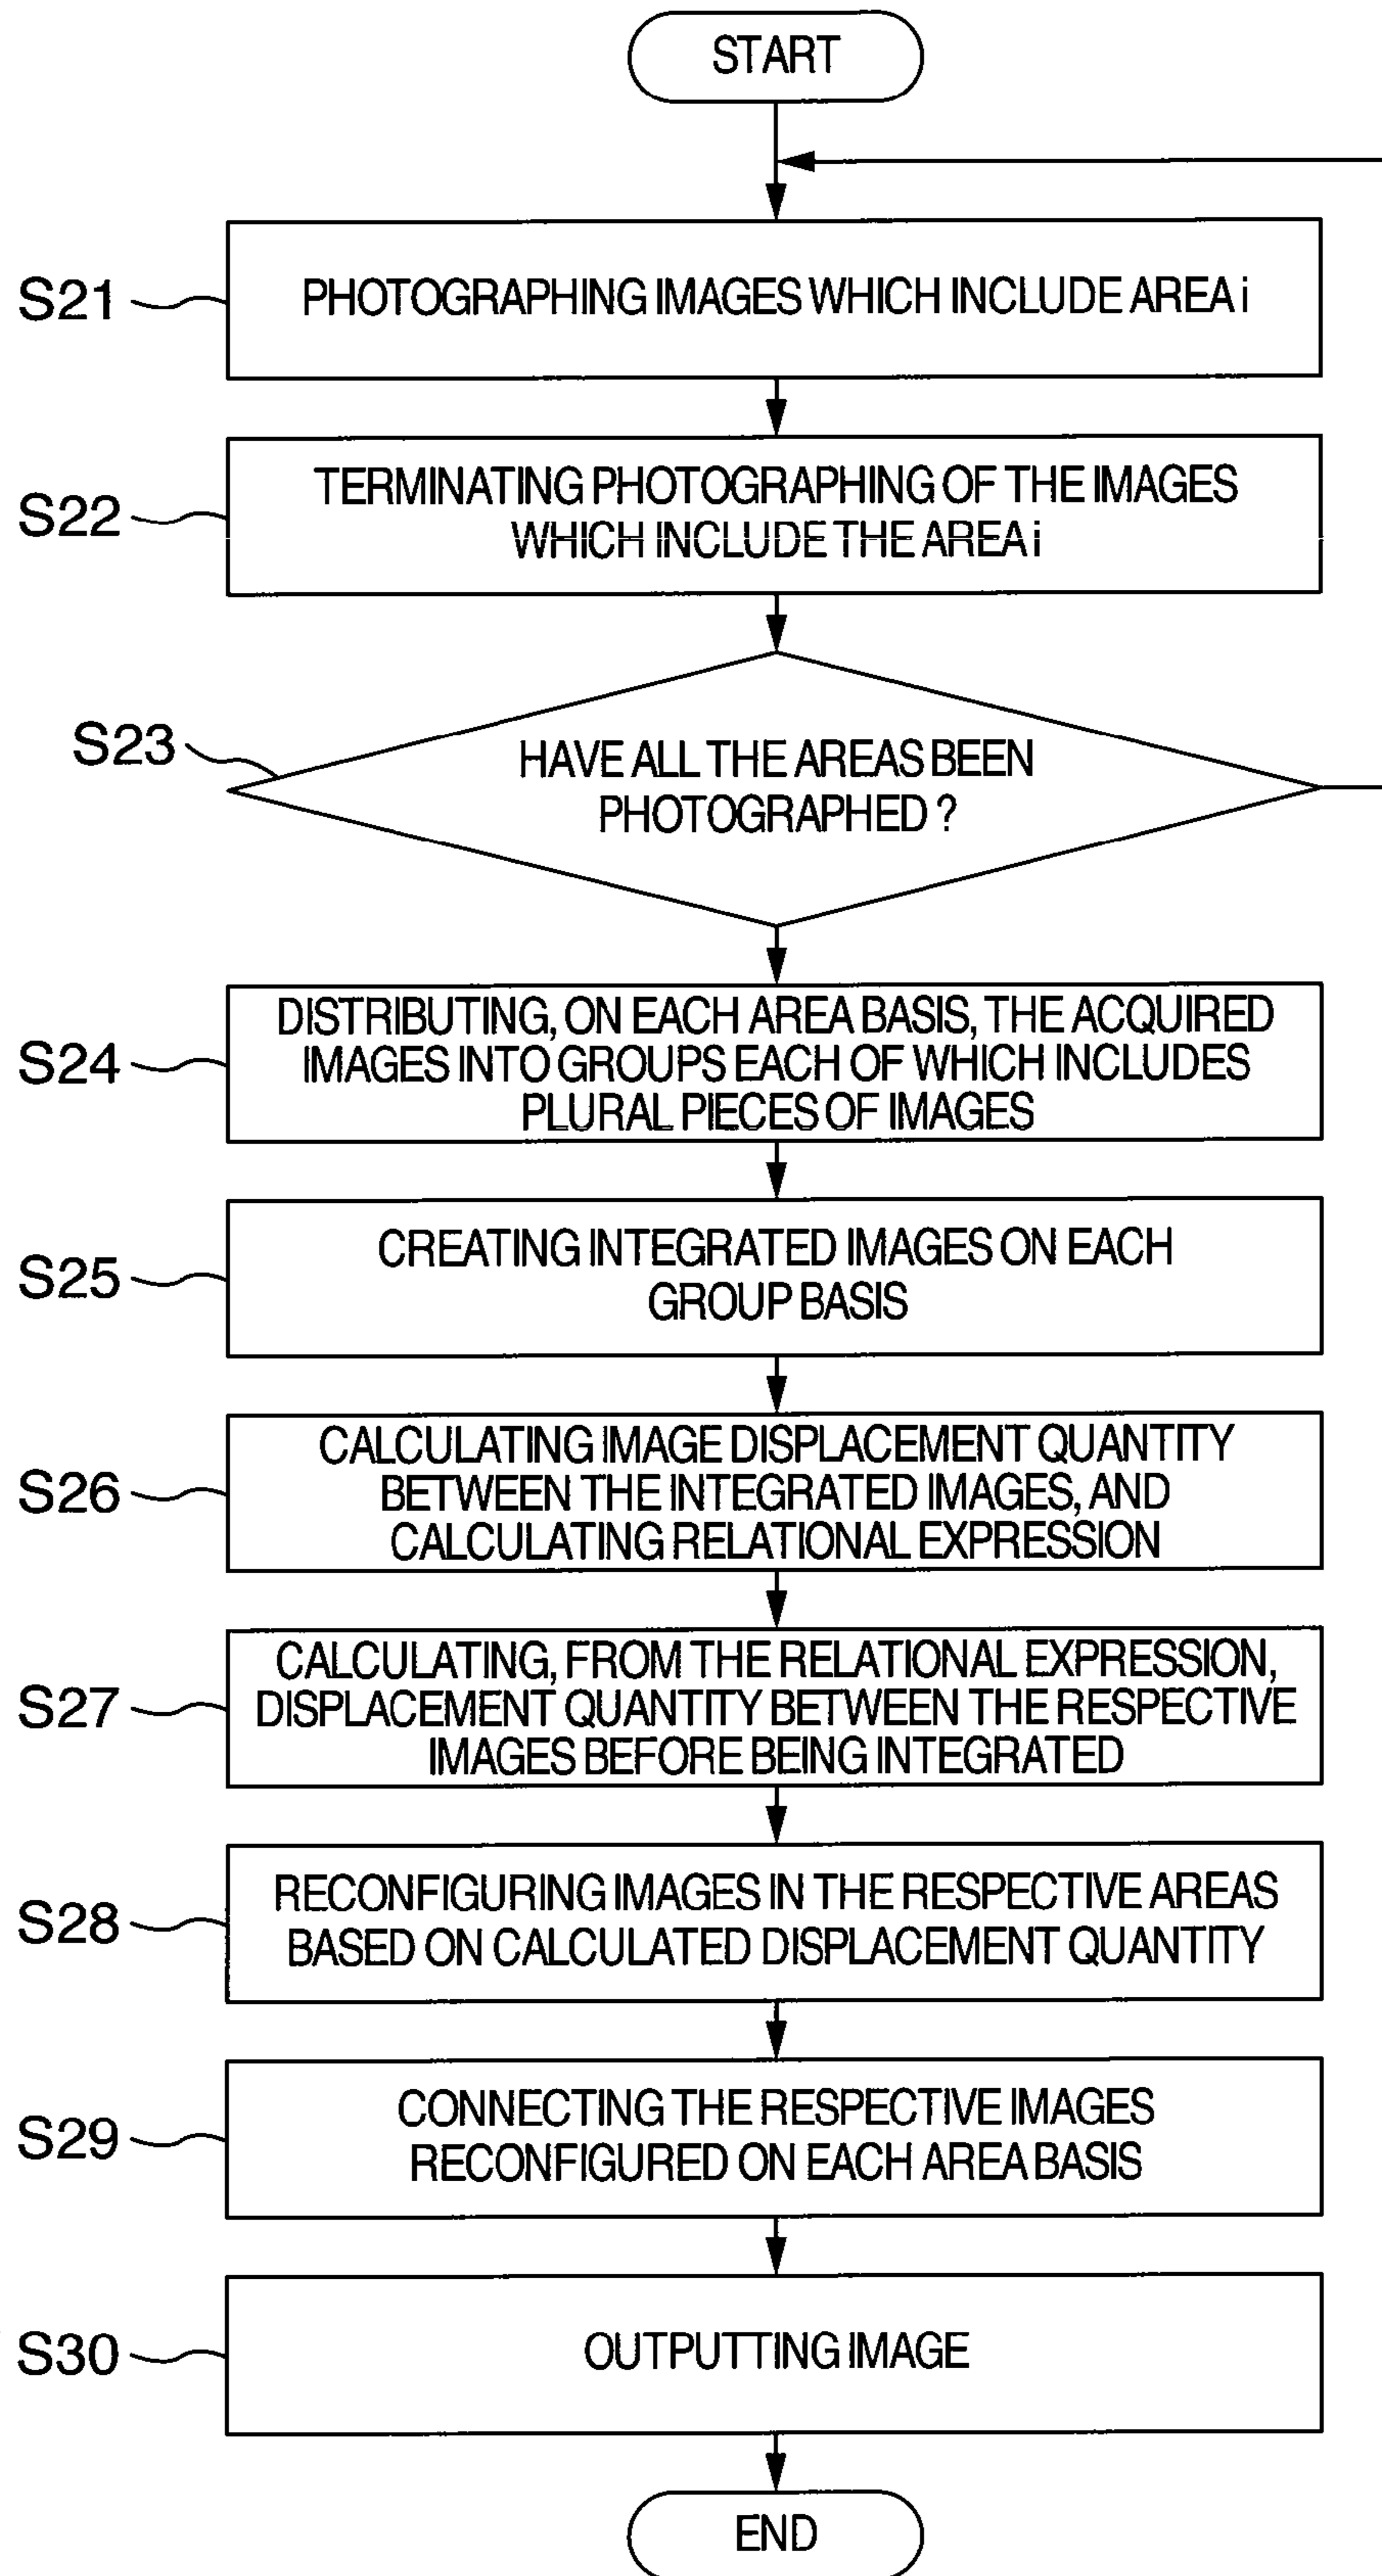 START
S21
PHOTOGRAPHING IMAGES WHICH INCLUDE AREA i
S22
TERMINATING PHOTOGRAPHING OF THE IMAGES
WHICH INCLUDE THE AREA i
S23
HAVE ALL THE AREAS BEEN
PHOTOGRAPHED ?
S24
DISTRIBUTING, ON EACH AREA BASIS, THE ACQUIRED
IMAGES INTO GROUPS EACH OF WHICH INCLUDES
PLURAL PIECES OF IMAGES
S25
CREATING INTEGRATED IMAGES ON EACH
GROUP BASIS
S26
CALCULATING IMAGE DISPLACEMENT QUANTITY
BETWEEN THE INTEGRATED IMAGES, AND
CALCULATING RELATIONAL EXPRESSION
S27
CALCULATING, FROM THE RELATIONAL EXPRESSION,
DISPLACEMENT QUANTITY BETWEEN THE RESPECTIVE
IMAGES BEFORE BEING INTEGRATED
S28
RECONFIGURING IMAGES IN THE RESPECTIVE AREAS
BASED ON CALCULATED DISPLACEMENT QUANTITY
S29
CONNECTING THE RESPECTIVE IMAGES
RECONFIGURED ON EACH AREA BASIS
S30
OUTPUTTING IMAGE
END